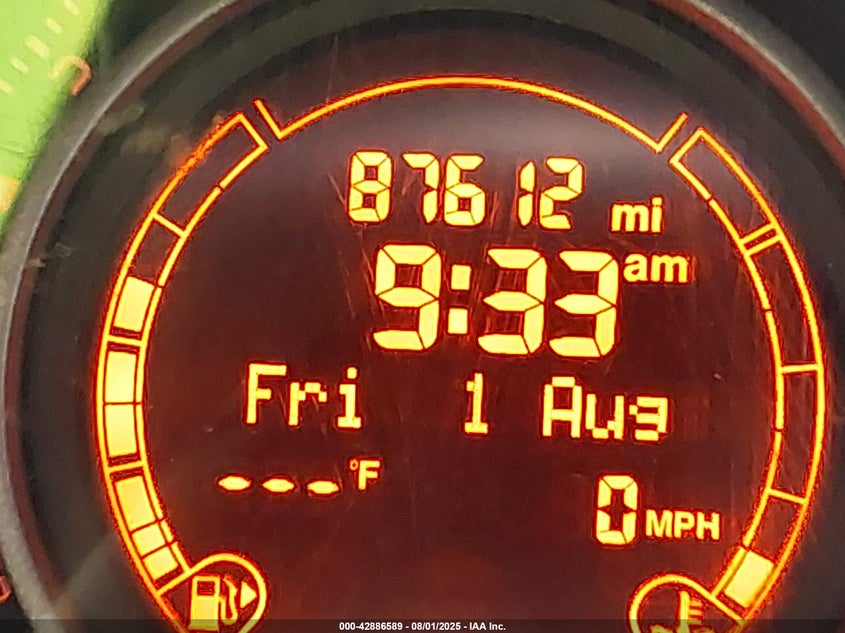 87612 mi
9:33 am
Fri 1 Aug
---°F
0 MPH
000-42886589 - 08/01/2025 - IAA Inc.